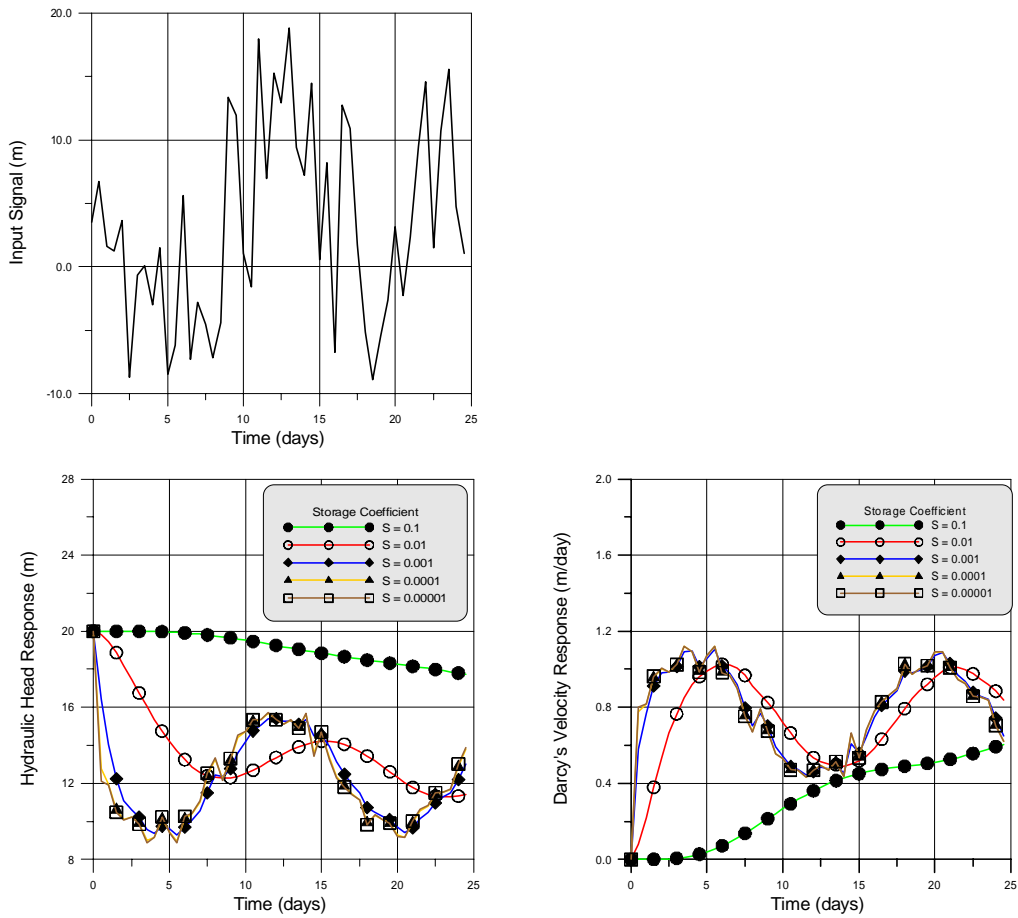 20.0
10.0
0.0
-10.0
Input Signal (m)
0 5 10 15 20 25
Time (days)
28
24
20
16
12
8
Hydraulic Head Response (m)
Storage Coefficient
S = 0.1
S = 0.01
S = 0.001
S = 0.0001
S = 0.00001
0 5 10 15 20 25
Time (days)
2.0
1.6
1.2
0.8
0.4
0.0
Darcy's Velocity Response (m/day)
Storage Coefficient
S = 0.1
S = 0.01
S = 0.001
S = 0.0001
S = 0.00001
0 5 10 15 20 25
Time (days)